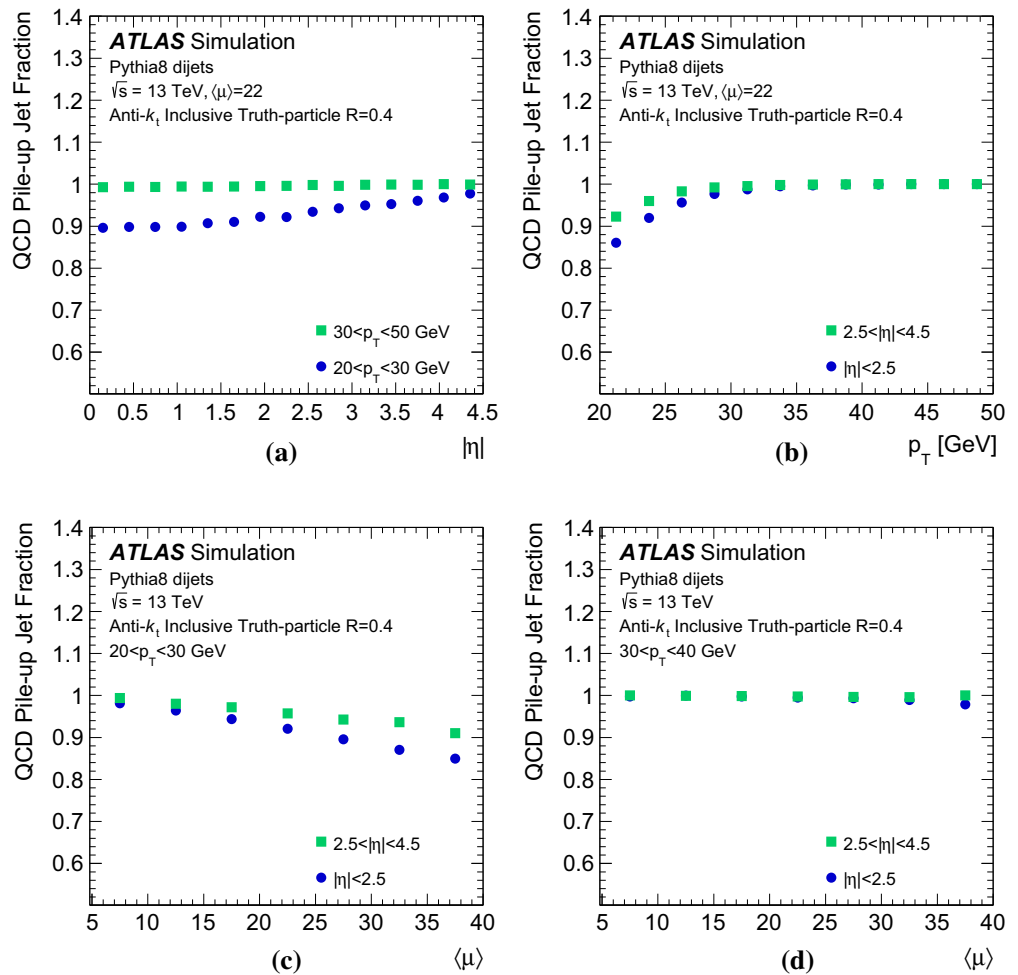 QCD Pile-up Jet Fraction
1.4
1.3
1.2
1.1
1
0.9
0.8
0.7
0.6
ATLAS Simulation
Pythia8 dijets
√s = 13 TeV, ⟨μ⟩=22
Anti-kt Inclusive Truth-particle R=0.4
30<pT<50 GeV
20<pT<30 GeV
0 0.5 1 1.5 2 2.5 3 3.5 4 4.5
(a) |η|
QCD Pile-up Jet Fraction
1.4
1.3
1.2
1.1
1
0.9
0.8
0.7
0.6
ATLAS Simulation
Pythia8 dijets
√s = 13 TeV, ⟨μ⟩=22
Anti-kt Inclusive Truth-particle R=0.4
2.5<|η|<4.5
|η|<2.5
20 25 30 35 40 45 50
(b) pT [GeV]
QCD Pile-up Jet Fraction
1.4
1.3
1.2
1.1
1
0.9
0.8
0.7
0.6
ATLAS Simulation
Pythia8 dijets
√s = 13 TeV
Anti-kt Inclusive Truth-particle R=0.4
20<pT<30 GeV
2.5<|η|<4.5
|η|<2.5
5 10 15 20 25 30 35 40
(c) ⟨μ⟩
QCD Pile-up Jet Fraction
1.4
1.3
1.2
1.1
1
0.9
0.8
0.7
0.6
ATLAS Simulation
Pythia8 dijets
√s = 13 TeV
Anti-kt Inclusive Truth-particle R=0.4
30<pT<40 GeV
2.5<|η|<4.5
|η|<2.5
5 10 15 20 25 30 35 40
(d) ⟨μ⟩